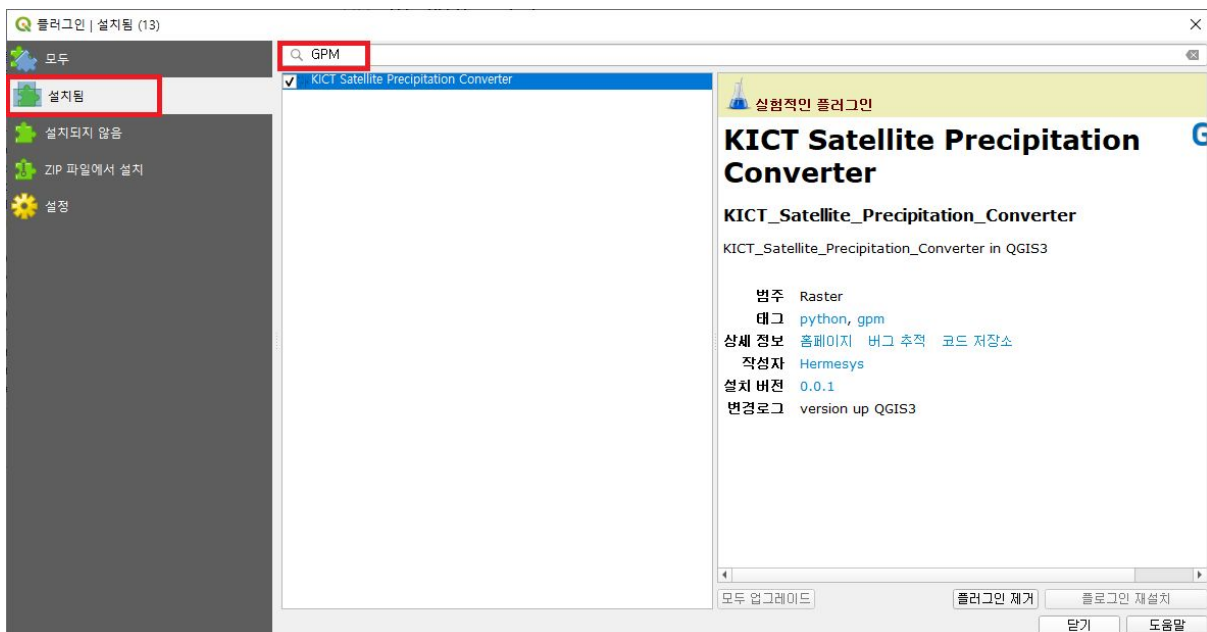 플러그인 | 설치됨 (13)
모두
설치됨
설치되지 않음
ZIP 파일에서 설치
설정
GPM
KICT Satellite Precipitation Converter
실험적인 플러그인
KICT Satellite Precipitation
Converter
KICT_Satellite_Precipitation_Converter
KICT_Satellite_Precipitation_Converter in QGIS3
범주 Raster
태그 python, gpm
상세 정보 홈페이지 버그 추적 코드 저장소
작성자 Hermesys
설치 버전 0.0.1
변경로그 version up QGIS3
모두 업그레이드 플러그인 제거 플로그인 재설치
닫기 도움말